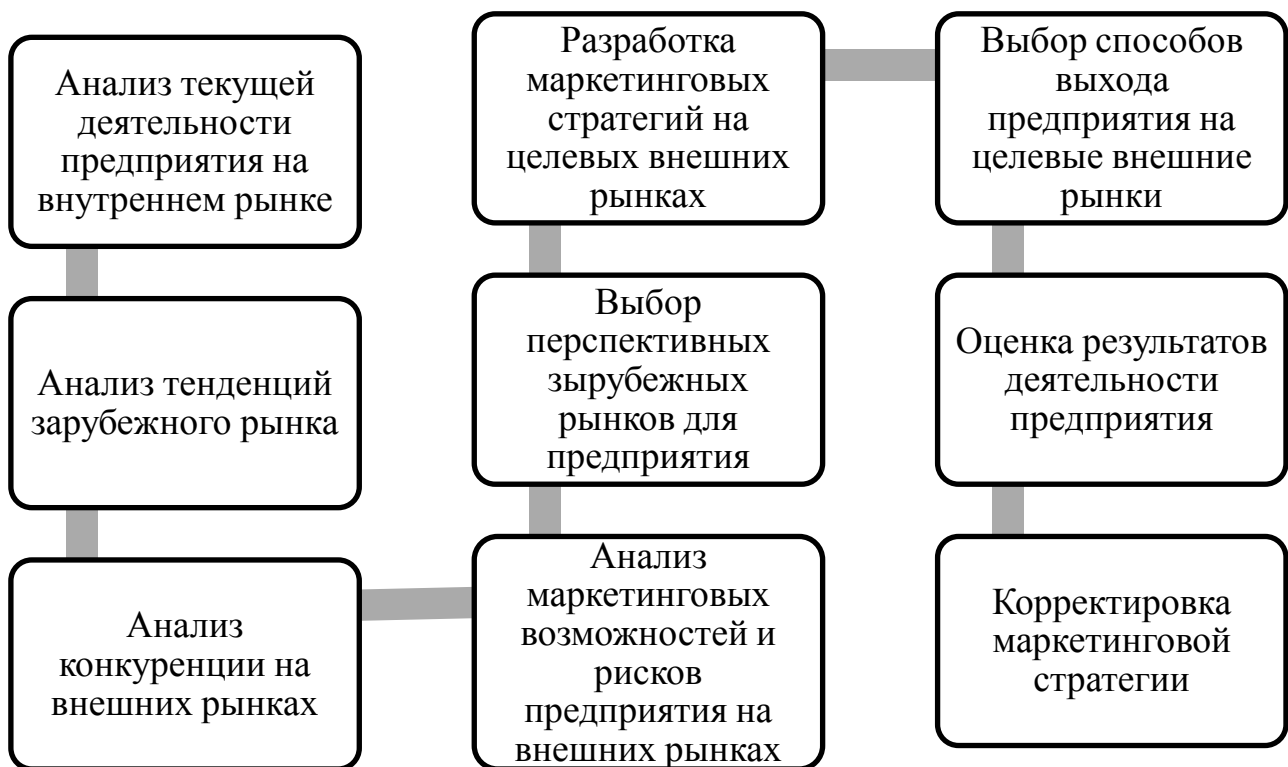 Анализ текущей
деятельности
предприятия на
внутреннем рынке
Анализ тенденций
зарубежного рынка
Анализ
конкуренции на
внешних рынках
Анализ
маркетинговых
возможностей и
рисков
предприятия на
внешних рынках
Выбор
перспективных
зырубежных
рынков для
предприятия
Разработка
маркетинговых
стратегий на
целевых внешних
рынках
Выбор способов
выхода
предприятия на
целевые внешние
рынки
Оценка результатов
деятельности
предприятия
Корректировка
маркетинговой
стратегии